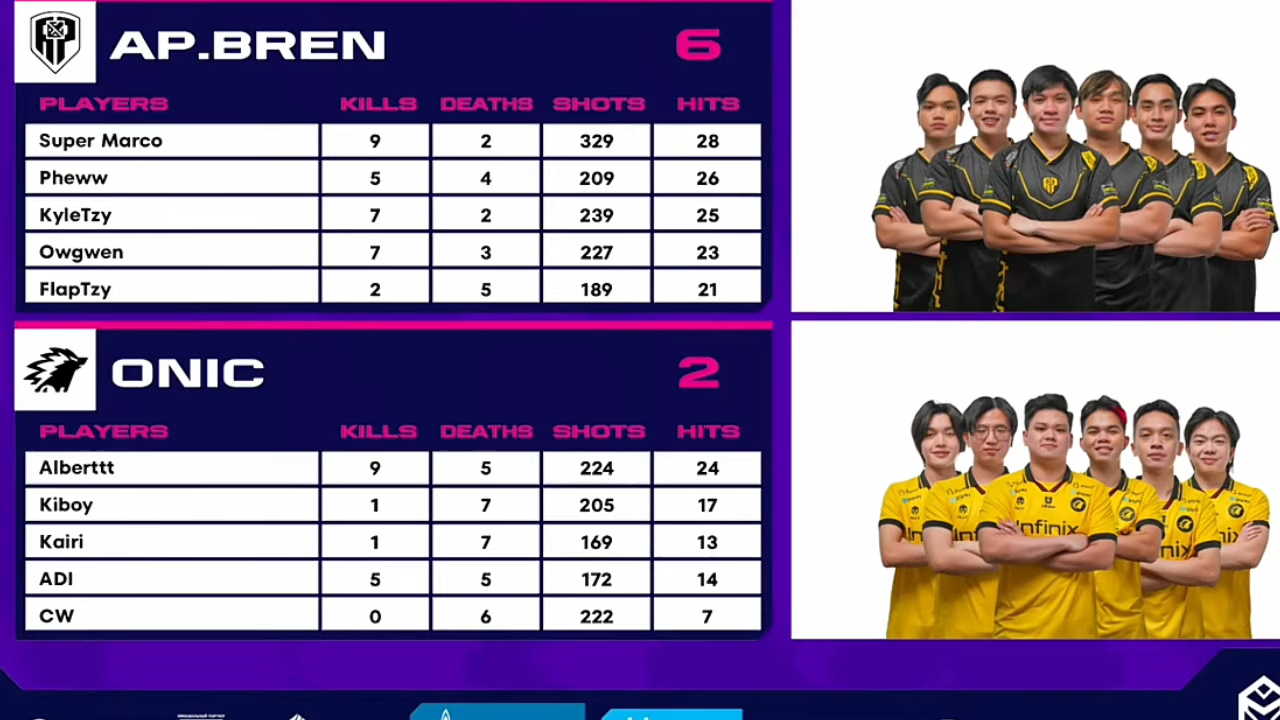 AP.BREN 6
PLAYERS KILLS DEATHS SHOTS HITS
Super Marco 9 2 329 28
Pheww 5 4 209 26
KyleTzy 7 2 239 25
Owgwen 7 3 227 23
FlapTzy 2 5 189 21
ONIC 2
PLAYERS KILLS DEATHS SHOTS HITS
Alberttt 9 5 224 24
Kiboy 1 7 205 17
Kairi 1 7 169 13
ADI 5 5 172 14
CW 0 6 222 7
Infinix